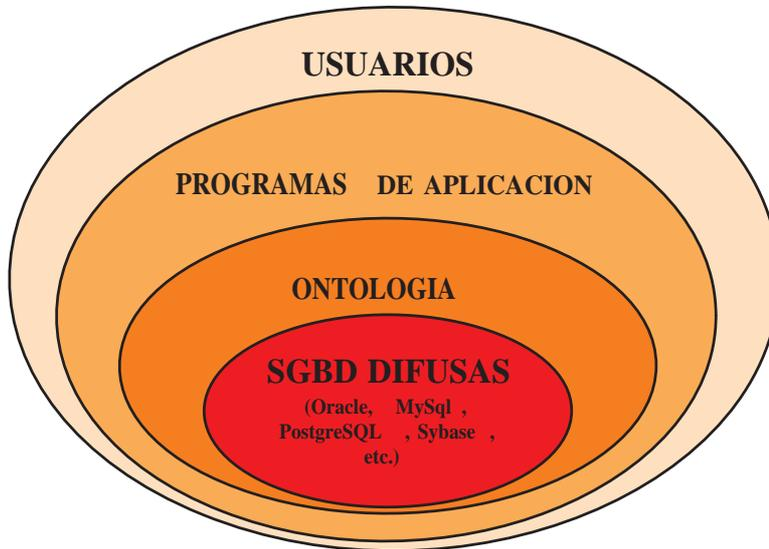 USUARIOS
PROGRAMAS DE APLICACION
ONTOLOGIA
SGBD DIFUSAS
(Oracle, MySql ,
PostgreSQL , Sybase ,
etc.)